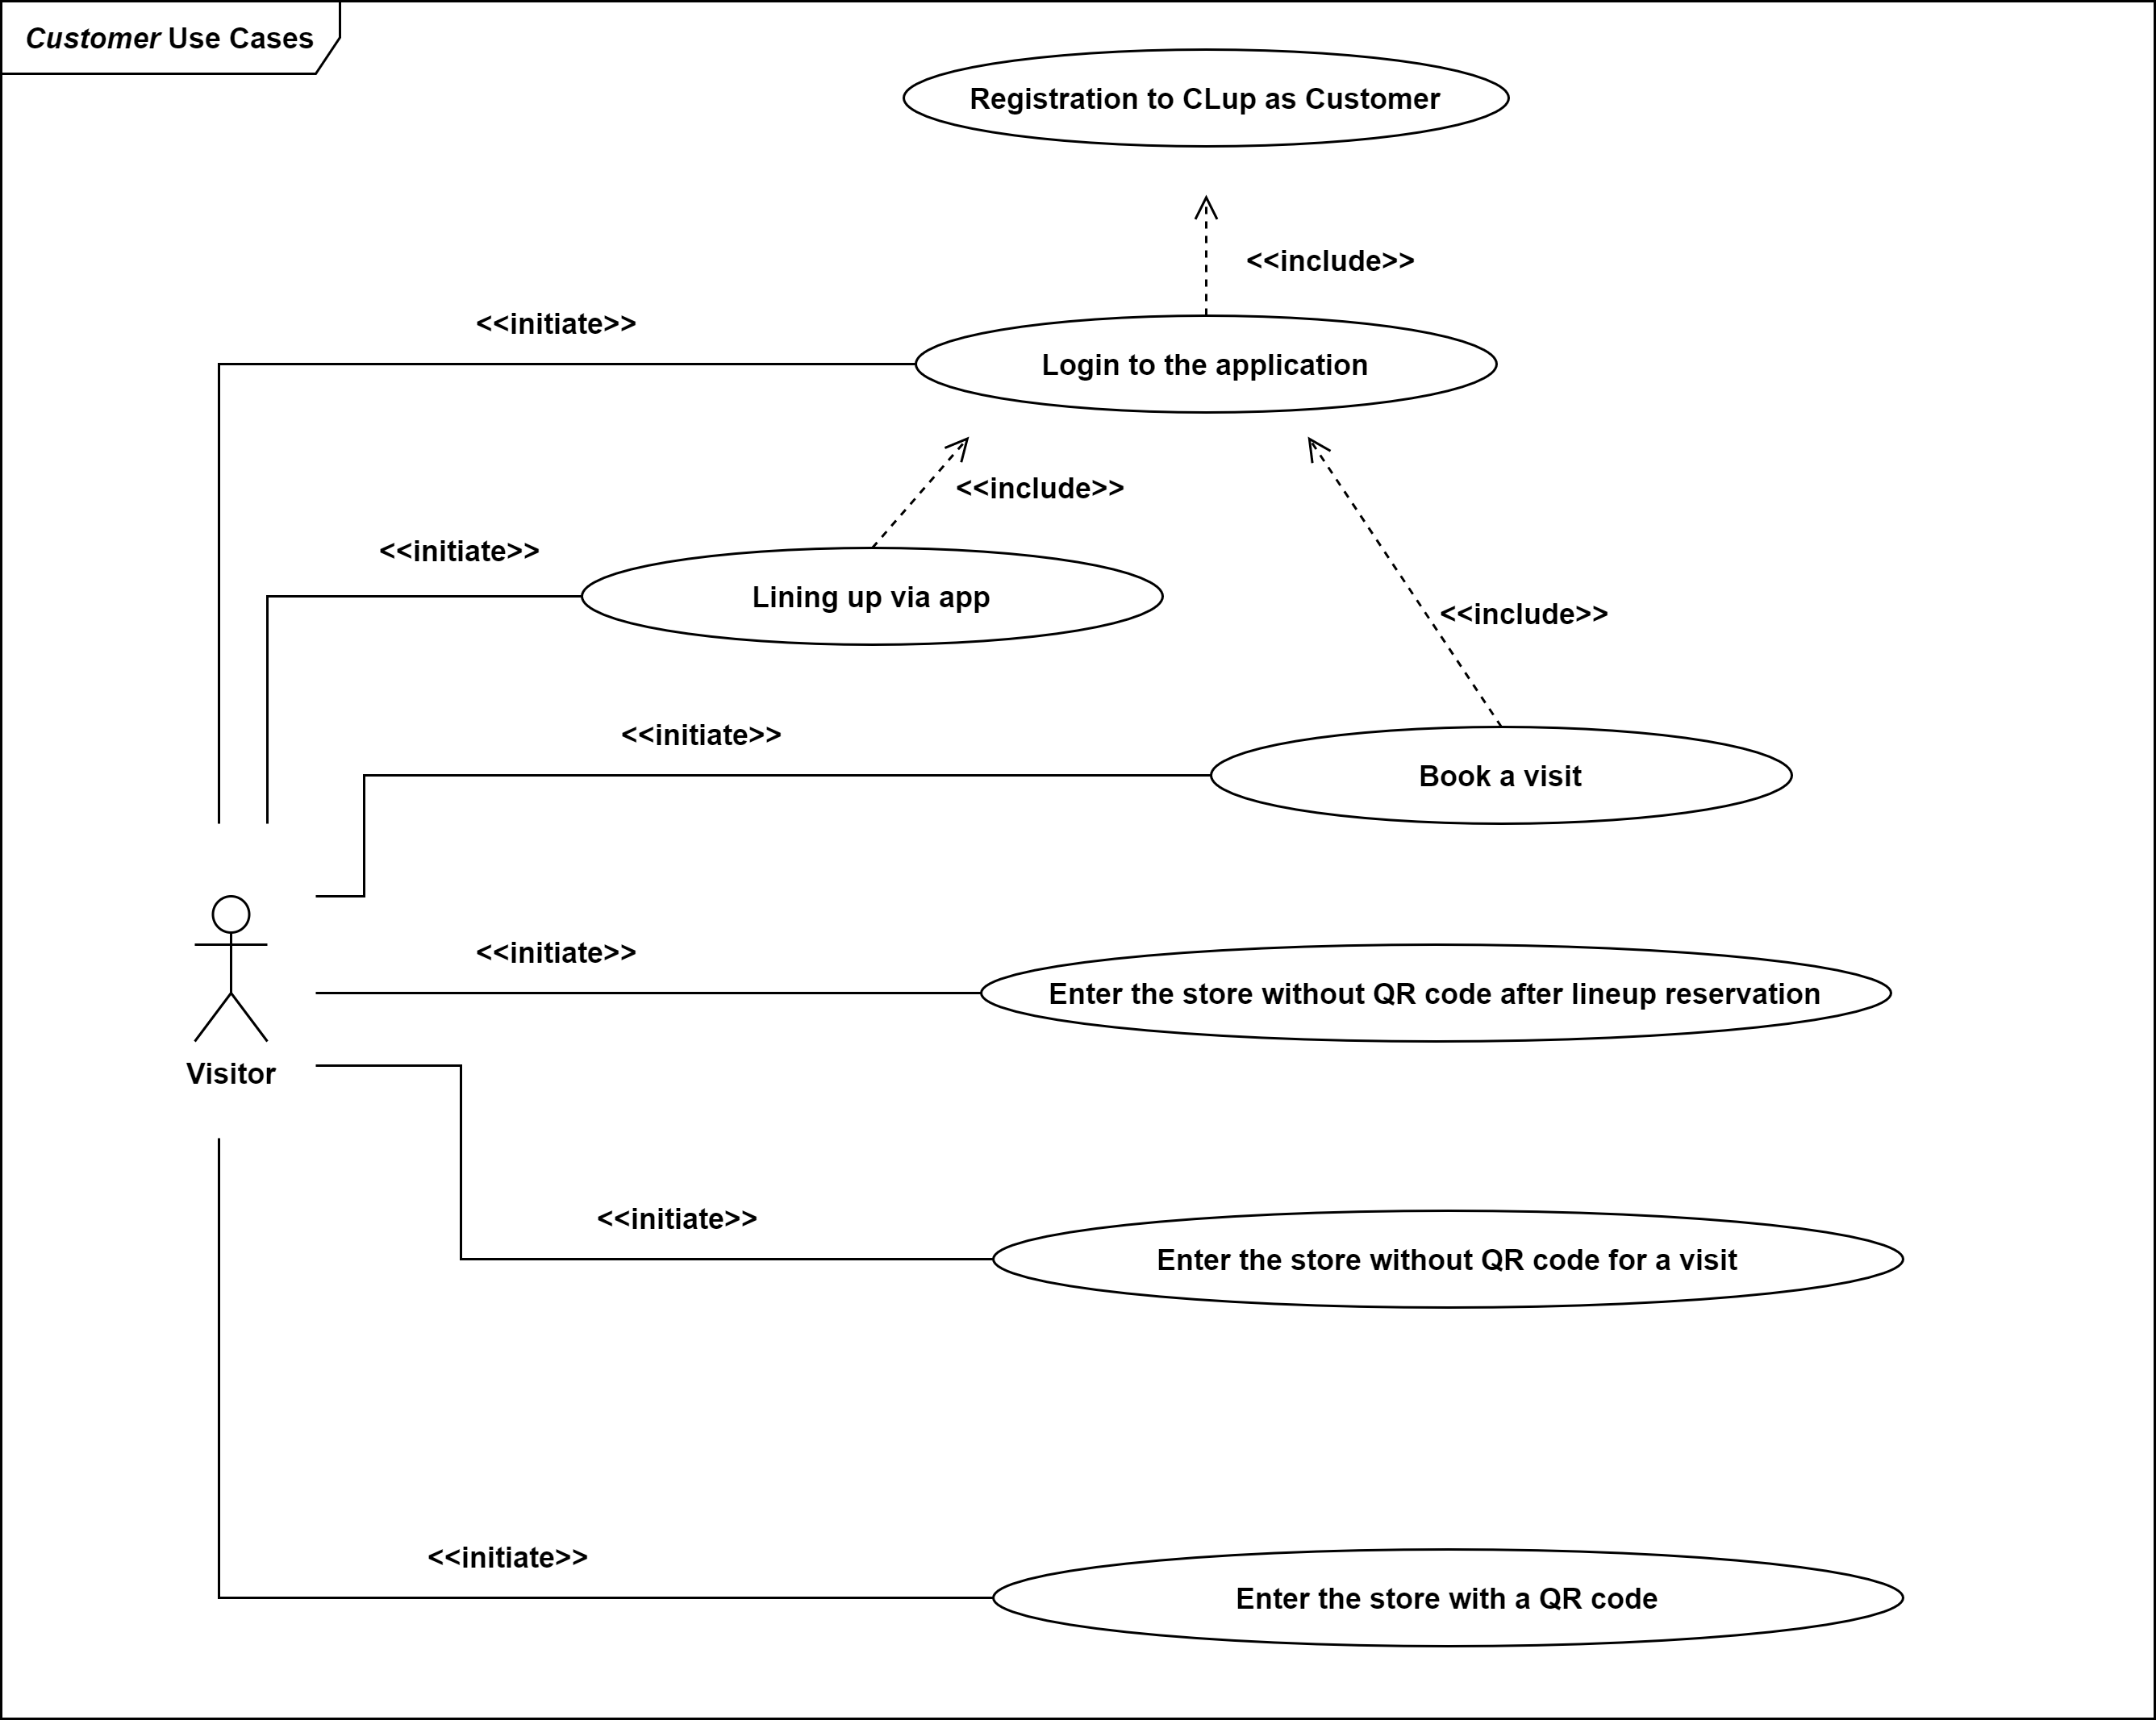 Customer Use Cases
Registration to CLup as Customer
<<include>>
<<initiate>>
Login to the application
<<include>>
<<initiate>>
Lining up via app
<<include>>
<<initiate>>
Book a visit
<<initiate>>
Enter the store without QR code after lineup reservation
Visitor
<<initiate>>
Enter the store without QR code for a visit
<<initiate>>
Enter the store with a QR code